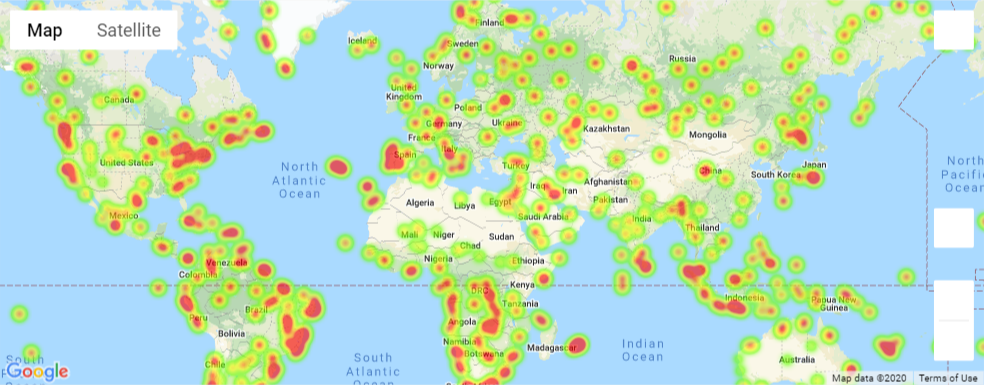 Map Satellite
Finland
Iceland
Sweden
Norway
Russia
United
Kingdom
Canada
Poland
Germany
Ukraine
Kazakhstan
Mongolia
France
Italy
Spain
United States
Turkey
China
Japan
South Korea
North
Atlantic
Ocean
North
Pacific
Ocean
Afghanistan
Iraq
Iran
Pakistan
Algeria
Libya
Egypt
Saudi Arabia
India
Mexico
Mali
Niger
Chad
Sudan
Thailand
Nigeria
Ethiopia
Venezuela
Colombia
Kenya
DRC
Tanzania
Indonesia
Papua New
Guinea
Brazil
Peru
Angola
Bolivia
Namibia
Botswana
Madagascar
Indian
Ocean
South
Atlantic
Ocean
Chile
Australia
South
Google
Map data ©2020 Terms of Use